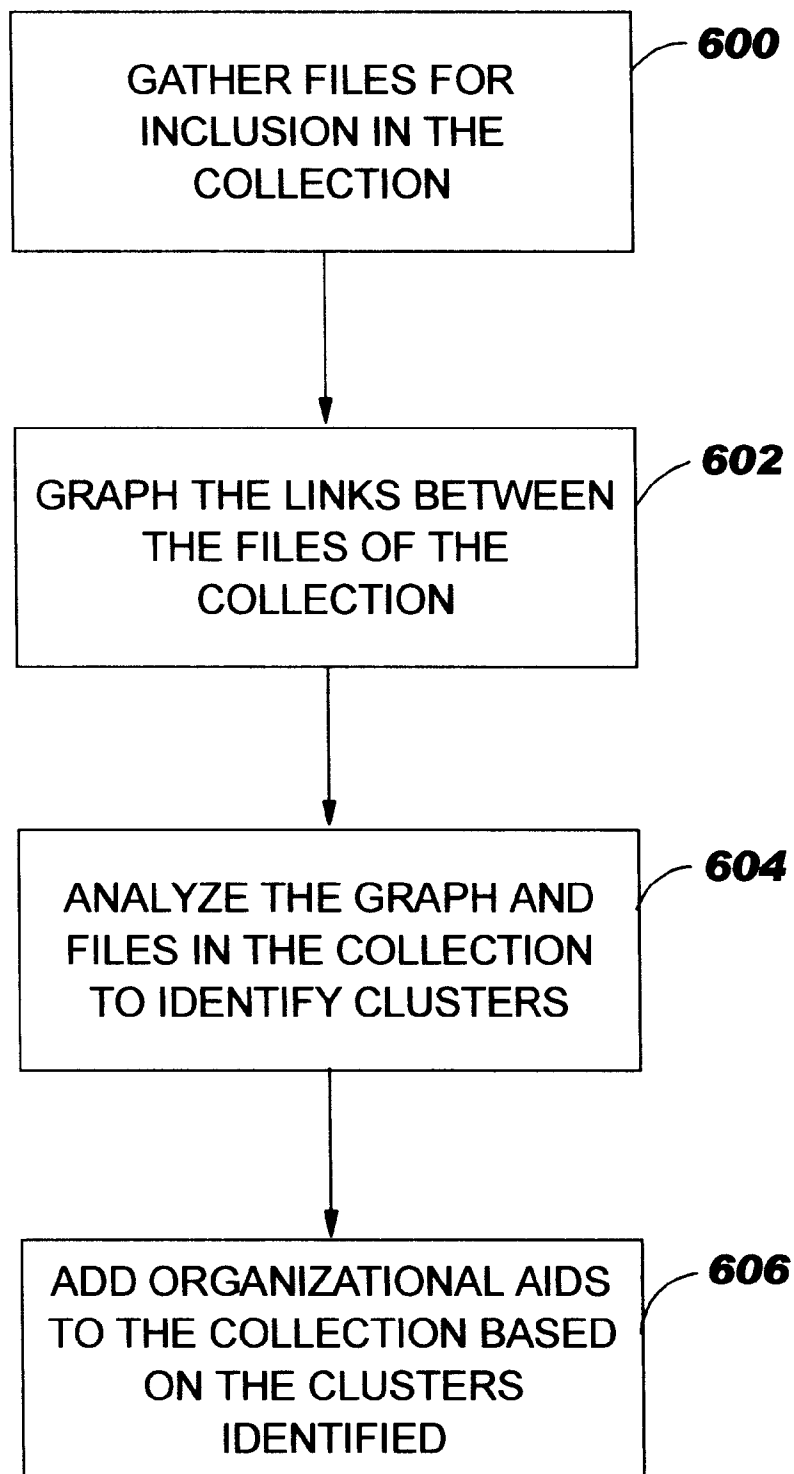 GATHER FILES FOR
INCLUSION IN THE
COLLECTION
600
GRAPH THE LINKS BETWEEN
THE FILES OF THE
COLLECTION
602
ANALYZE THE GRAPH AND
FILES IN THE COLLECTION
TO IDENTIFY CLUSTERS
604
ADD ORGANIZATIONAL AIDS
TO THE COLLECTION BASED
ON THE CLUSTERS
IDENTIFIED
606